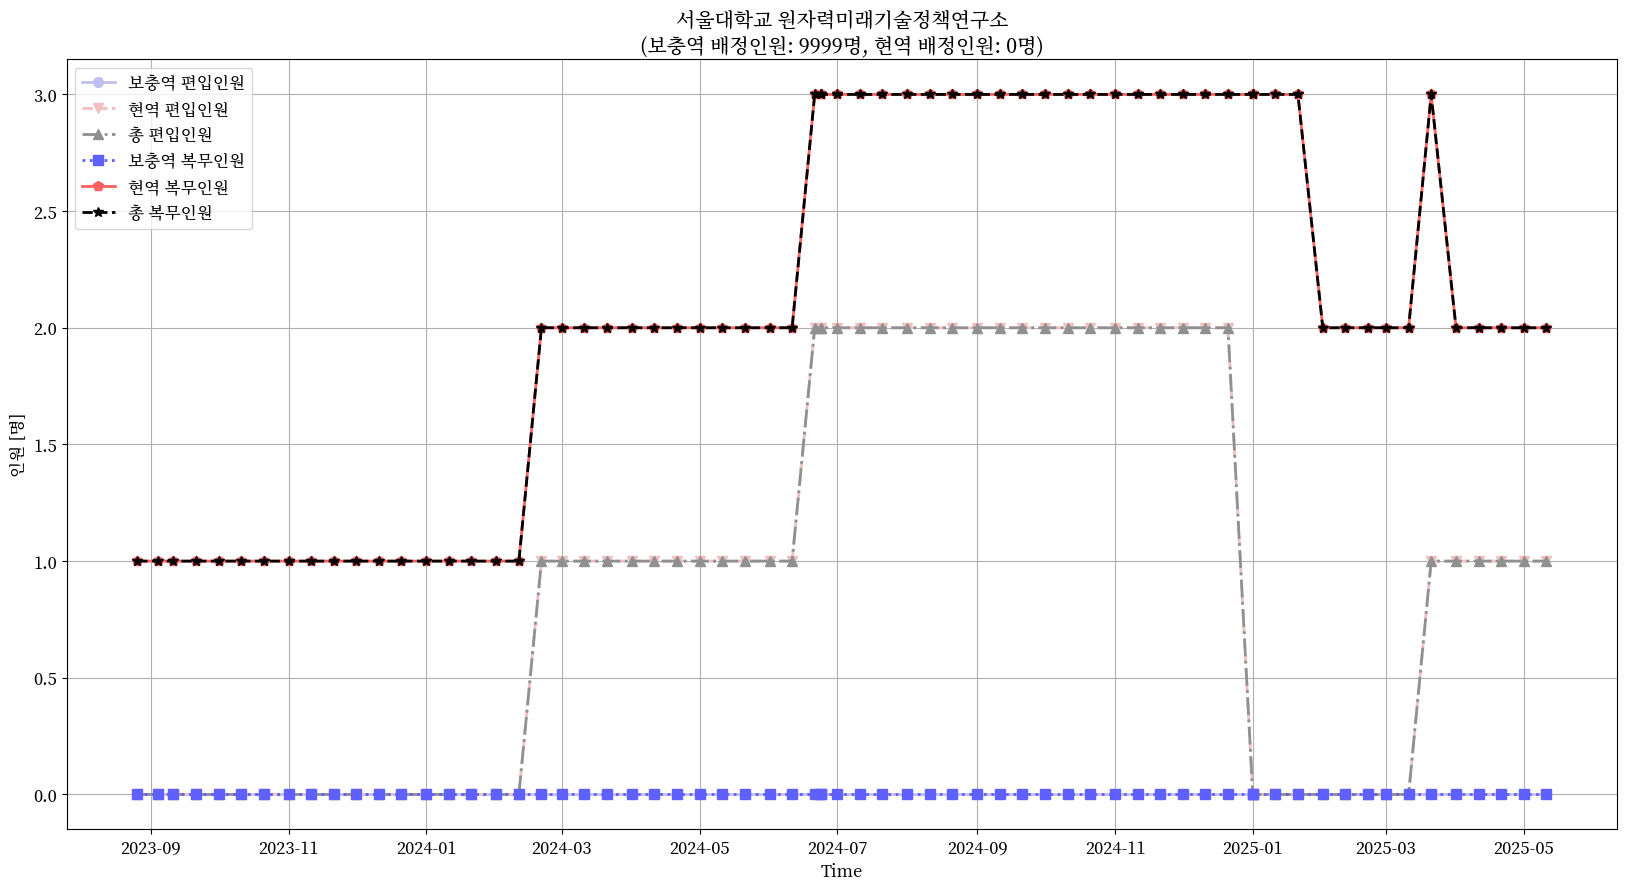 서울대학교 원자력미래기술정책연구소
(보충역 배정인원: 9999명, 현역 배정인원: 0명)
보충역 편입인원
현역 편입인원
총 편입인원
보충역 복무인원
현역 복무인원
총 복무인원
인원 [명]
3.0
2.5
2.0
1.5
1.0
0.5
0.0
2023-09 2023-11 2024-01 2024-03 2024-05 2024-07 2024-09 2024-11 2025-01 2025-03 2025-05
Time